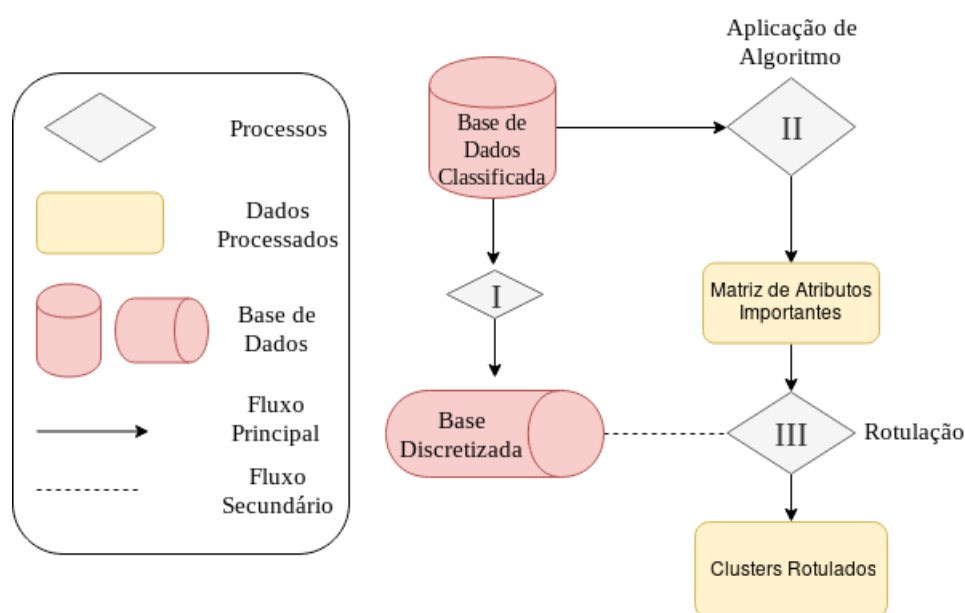 Processos
Dados
Processados
Base de
Dados
Fluxo
Principal
Fluxo
Secundário
Aplicação de
Algoritmo
Base de
Dados
Classificada
II
I
Matriz de Atributos
Importantes
Base
Discretizada
III
Rotulação
Clusters Rotulados